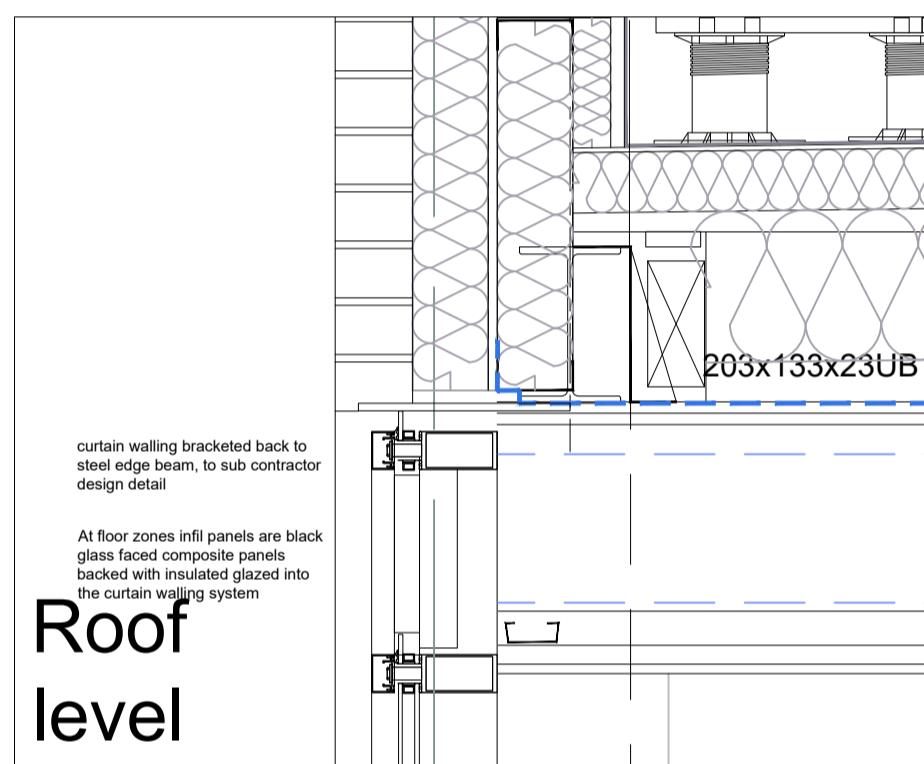 203x133x23UB
curtain walling bracketed back to
steel edge beam, to sub contractor
design detail
At floor zones infil panels are black
glass faced composite panels
backed with insulated glazed into
the curtain walling system
Roof
level